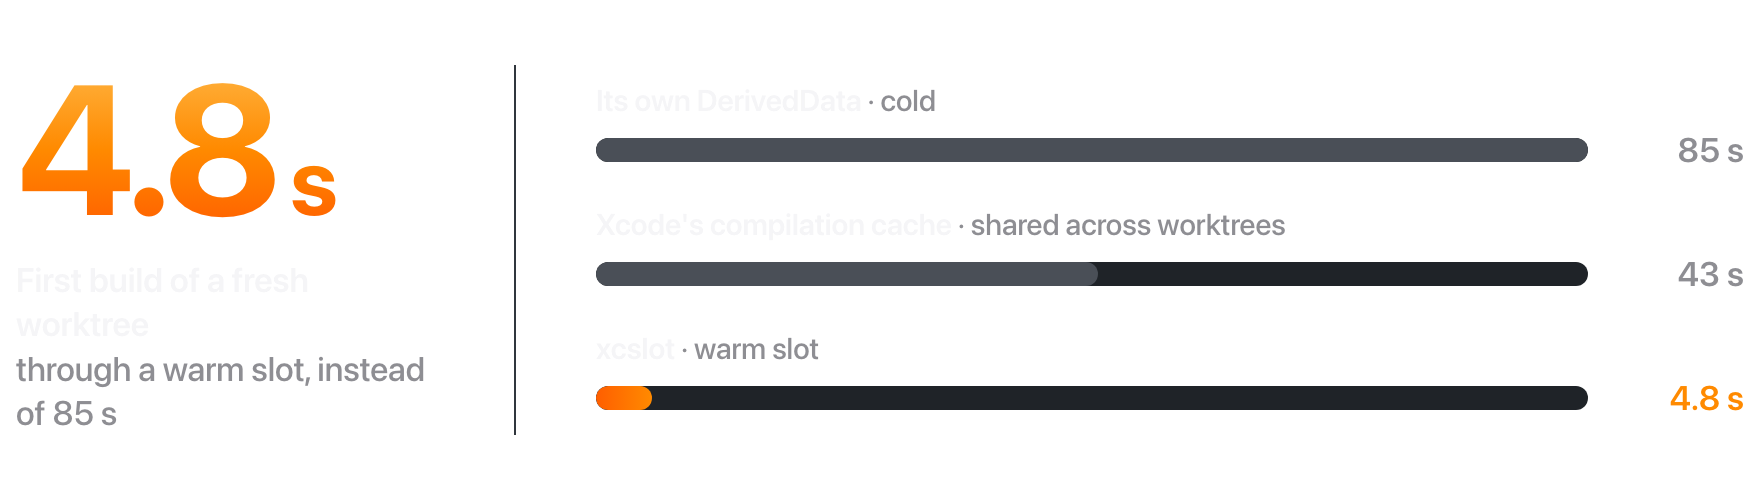 4.8 s
First build of a fresh
worktree
through a warm slot, instead
of 85 s
Its own DerivedData · cold
85 s
Xcode's compilation cache · shared across worktrees
43 s
xcslot · warm slot
4.8 s